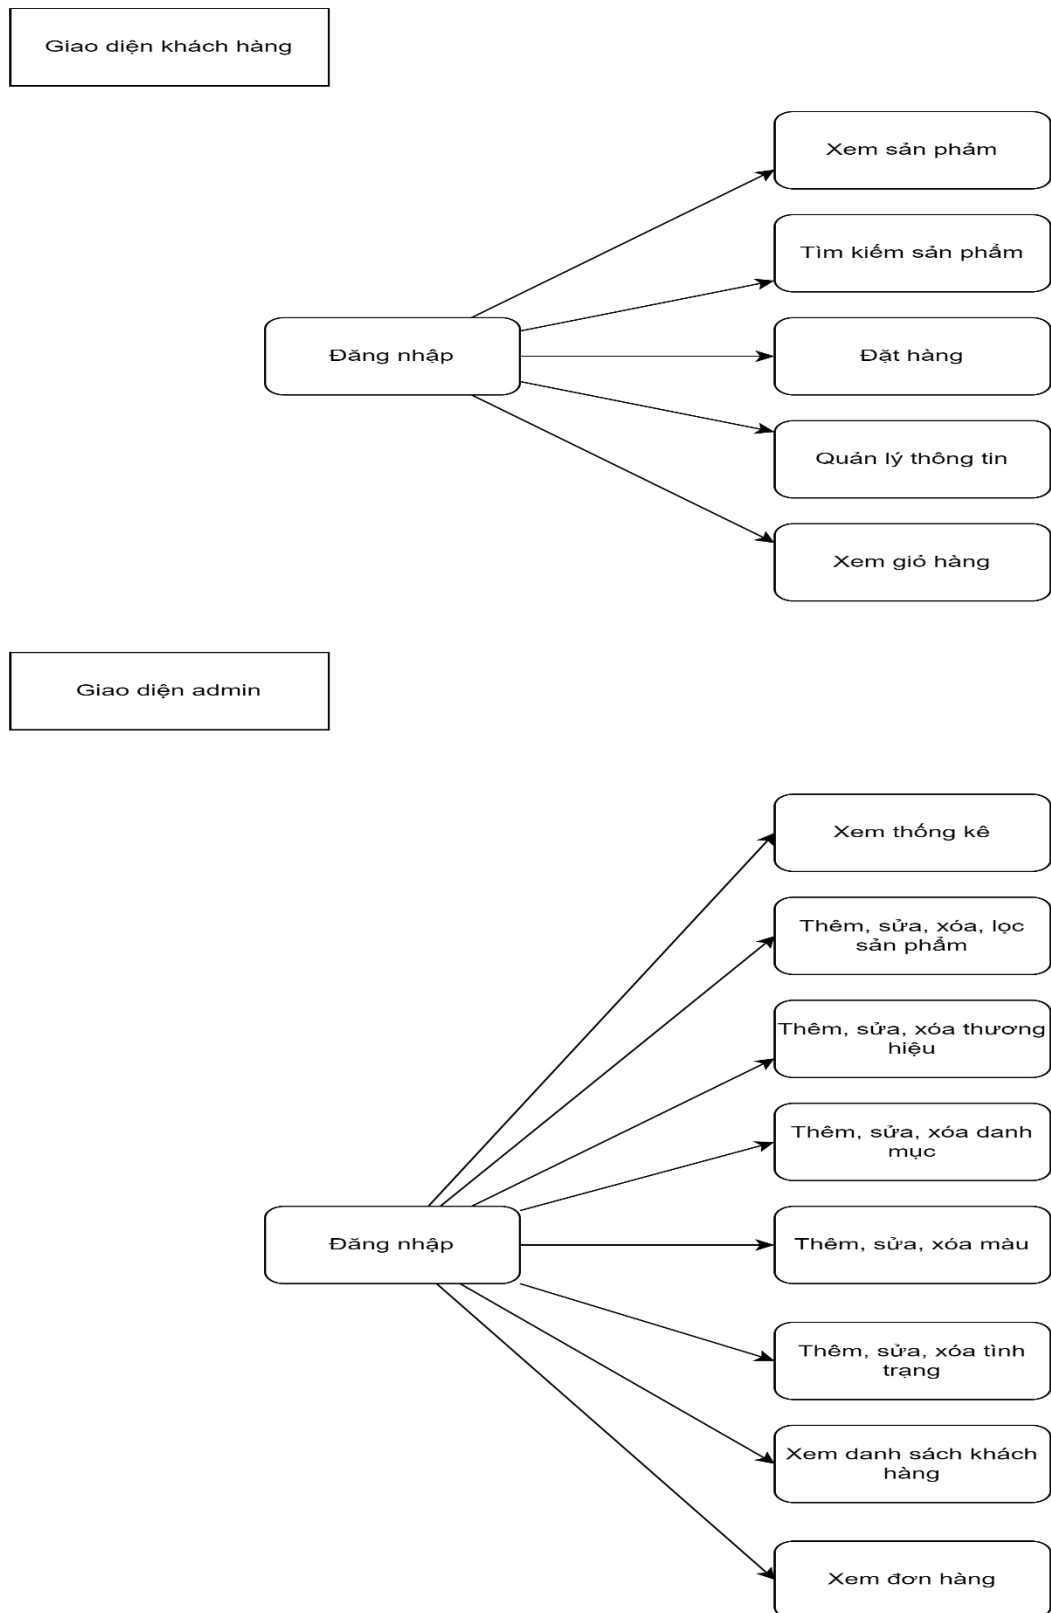 Giao diện khách hàng
Xem sản phẩm
Tìm kiếm sản phẩm
Đăng nhập
Đặt hàng
Quản lý thông tin
Xem giỏ hàng
Giao diện admin
Xem thống kê
Thêm, sửa, xóa, lọc
sản phẩm
Thêm, sửa, xóa thương
hiệu
Thêm, sửa, xóa danh
mục
Đăng nhập
Thêm, sửa, xóa màu
Thêm, sửa, xóa tình
trạng
Xem danh sách khách
hàng
Xem đơn hàng